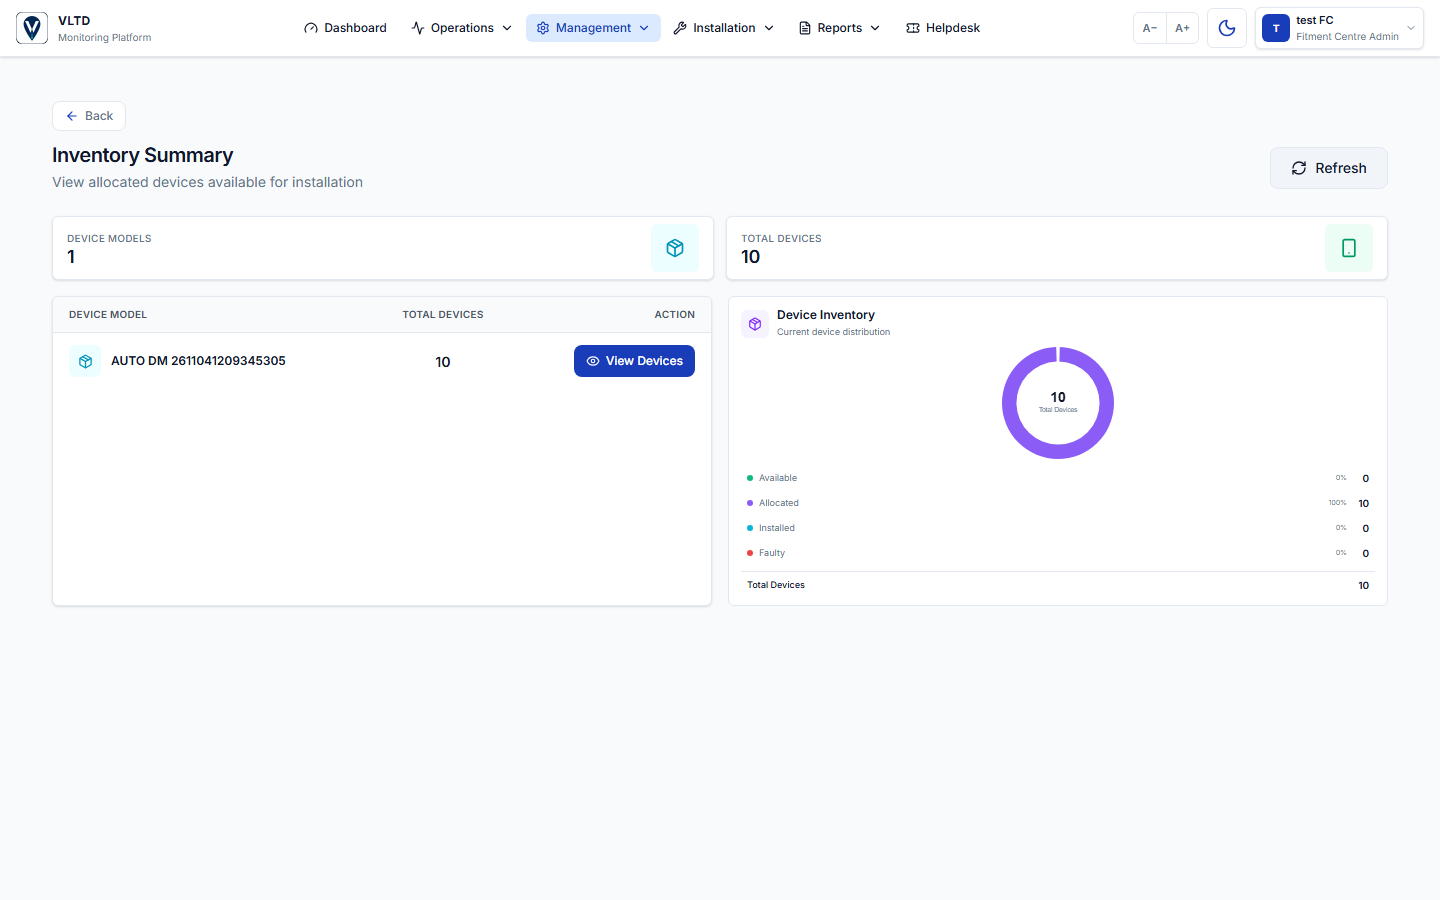 VLTD
Monitoring Platform
Dashboard
Operations
Management
Installation
Reports
Helpdesk
A−
A+
T
test FC
Fitment Centre Admin
Back
Inventory Summary
View allocated devices available for installation
Refresh
DEVICE MODELS
1
TOTAL DEVICES
10
DEVICE MODEL TOTAL DEVICES ACTION
AUTO DM 2611041209345305 10 View Devices
Device Inventory
Current device distribution
10
Total Devices
Available 0% 0
Allocated 100% 10
Installed 0% 0
Faulty 0% 0
Total Devices 10